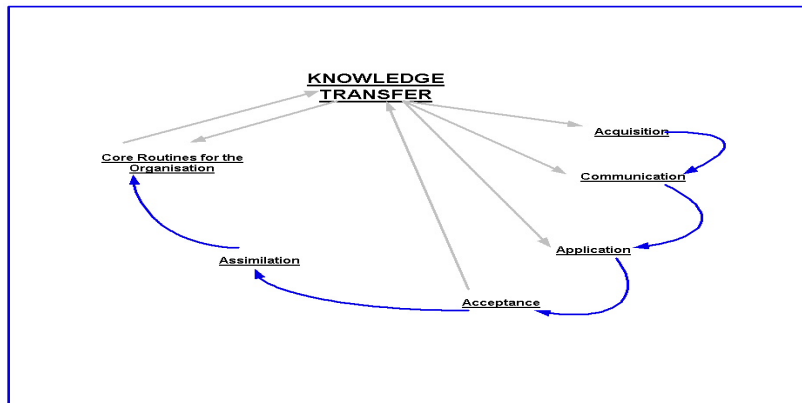 KNOWLEDGE
TRANSFER
Acquisition
Core Routines for the
Organisation
Communication
Application
Assimilation
Acceptance